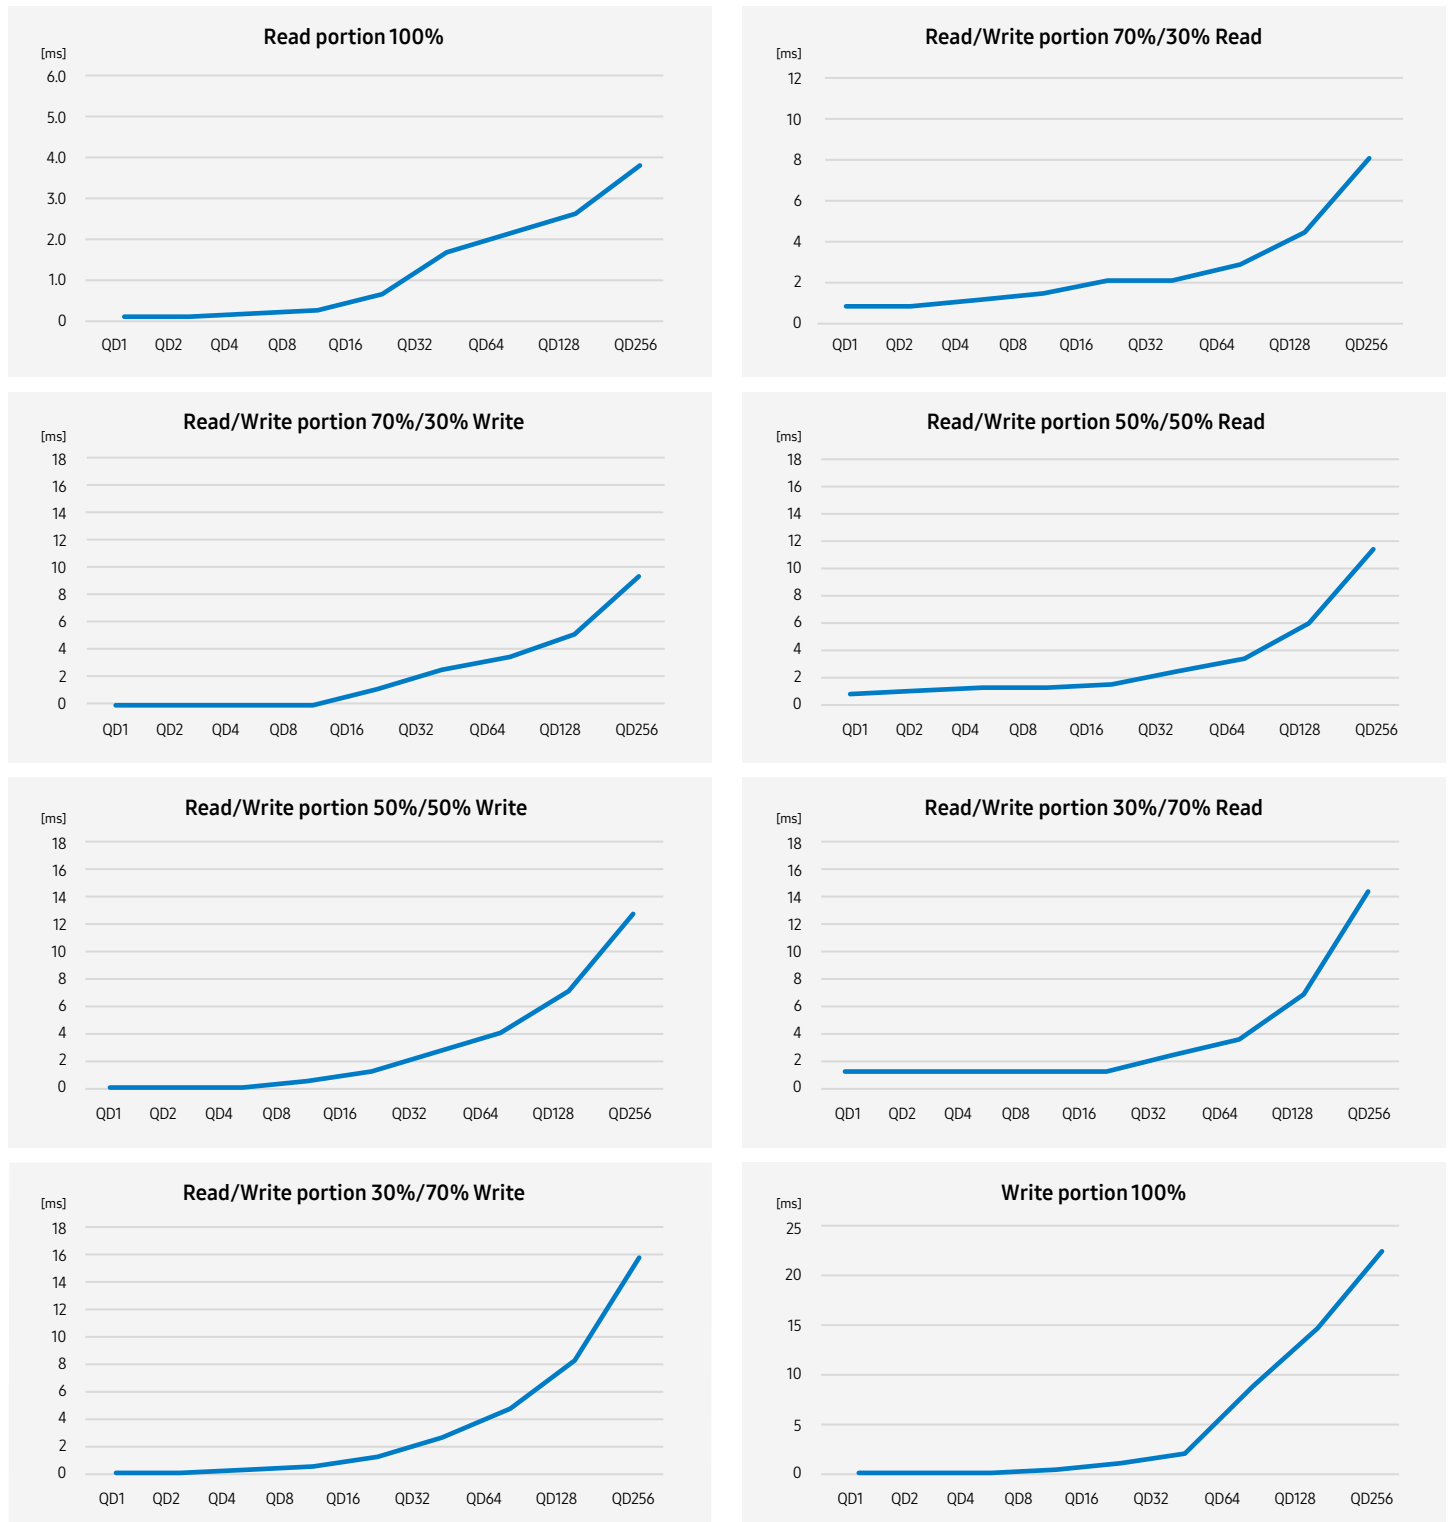 Read portion 100%
[ms]
6.0
5.0
4.0
3.0
2.0
1.0
0
QD1 QD2 QD4 QD8 QD16 QD32 QD64 QD128 QD256
Read/Write portion 70%/30% Read
[ms]
12
10
8
6
4
2
0
QD1 QD2 QD4 QD8 QD16 QD32 QD64 QD128 QD256
Read/Write portion 70%/30% Write
[ms]
18
16
14
12
10
8
6
4
2
0
QD1 QD2 QD4 QD8 QD16 QD32 QD64 QD128 QD256
Read/Write portion 50%/50% Read
[ms]
18
16
14
12
10
8
6
4
2
0
QD1 QD2 QD4 QD8 QD16 QD32 QD64 QD128 QD256
Read/Write portion 50%/50% Write
[ms]
18
16
14
12
10
8
6
4
2
0
QD1 QD2 QD4 QD8 QD16 QD32 QD64 QD128 QD256
Read/Write portion 30%/70% Read
[ms]
18
16
14
12
10
8
6
4
2
0
QD1 QD2 QD4 QD8 QD16 QD32 QD64 QD128 QD256
Read/Write portion 30%/70% Write
[ms]
18
16
14
12
10
8
6
4
2
0
QD1 QD2 QD4 QD8 QD16 QD32 QD64 QD128 QD256
Write portion 100%
[ms]
25
20
15
10
5
0
QD1 QD2 QD4 QD8 QD16 QD32 QD64 QD128 QD256